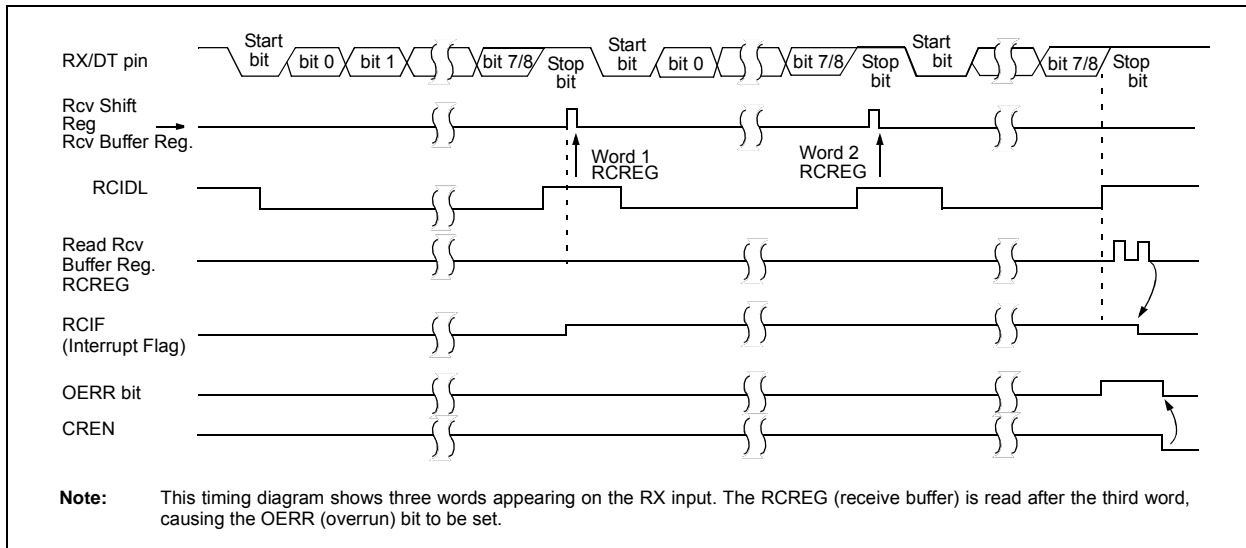 RX/DT pin
Start
bit
bit 0
bit 1
bit 7/8
Stop
bit
Start
bit
bit 0
bit 7/8
Stop
bit
Start
bit
bit 7/8
Stop
bit
Rcv Shift
Reg
Rcv Buffer Reg.
Word 1
RCREG
Word 2
RCREG
RCIDL
Read Rcv
Buffer Reg.
RCREG
RCIF
(Interrupt Flag)
OERR bit
CREN
Note: This timing diagram shows three words appearing on the RX input. The RCREG (receive buffer) is read after the third word,
causing the OERR (overrun) bit to be set.